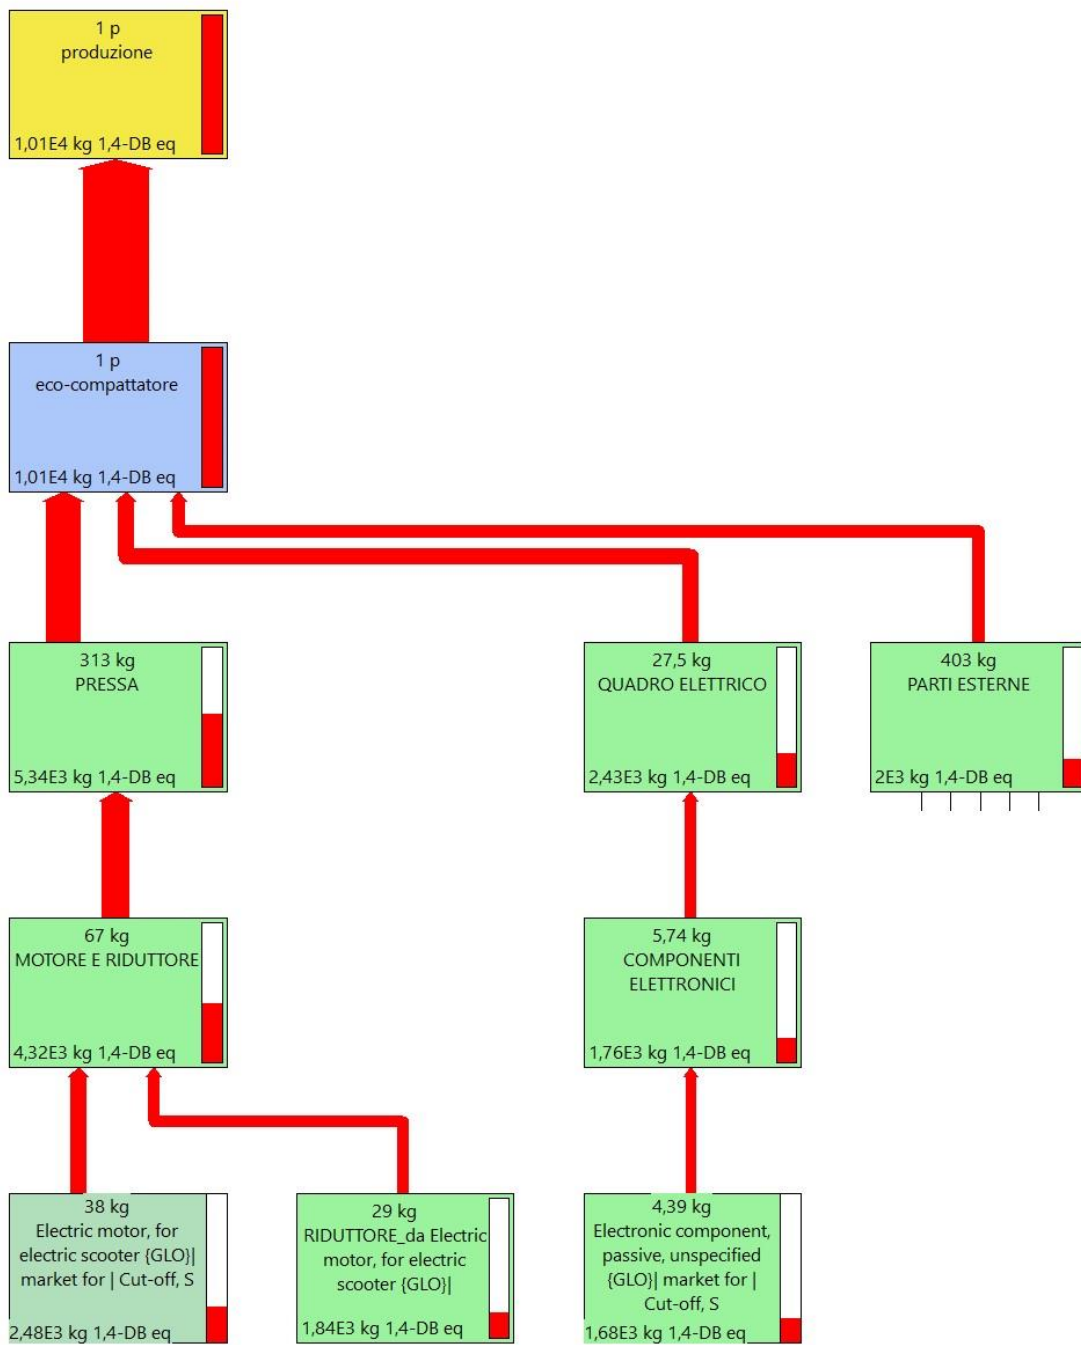 1 p
produzione
1,01E4 kg 1,4-DB eq
1 p
eco-compattatore
1,01E4 kg 1,4-DB eq
313 kg
PRESSA
5,34E3 kg 1,4-DB eq
27,5 kg
QUADRO ELETTRICO
2,43E3 kg 1,4-DB eq
403 kg
PARTI ESTERNE
2E3 kg 1,4-DB eq
67 kg
MOTORE E RIDUTTORE
4,32E3 kg 1,4-DB eq
5,74 kg
COMPONENTI
ELETTRONICI
1,76E3 kg 1,4-DB eq
38 kg
Electric motor, for
electric scooter {GLO}|
market for | Cut-off, S
2,48E3 kg 1,4-DB eq
29 kg
RIDUTTORE_da Electric
motor, for electric
scooter {GLO}|
1,84E3 kg 1,4-DB eq
4,39 kg
Electronic component,
passive, unspecified
{GLO}| market for |
Cut-off, S
1,68E3 kg 1,4-DB eq